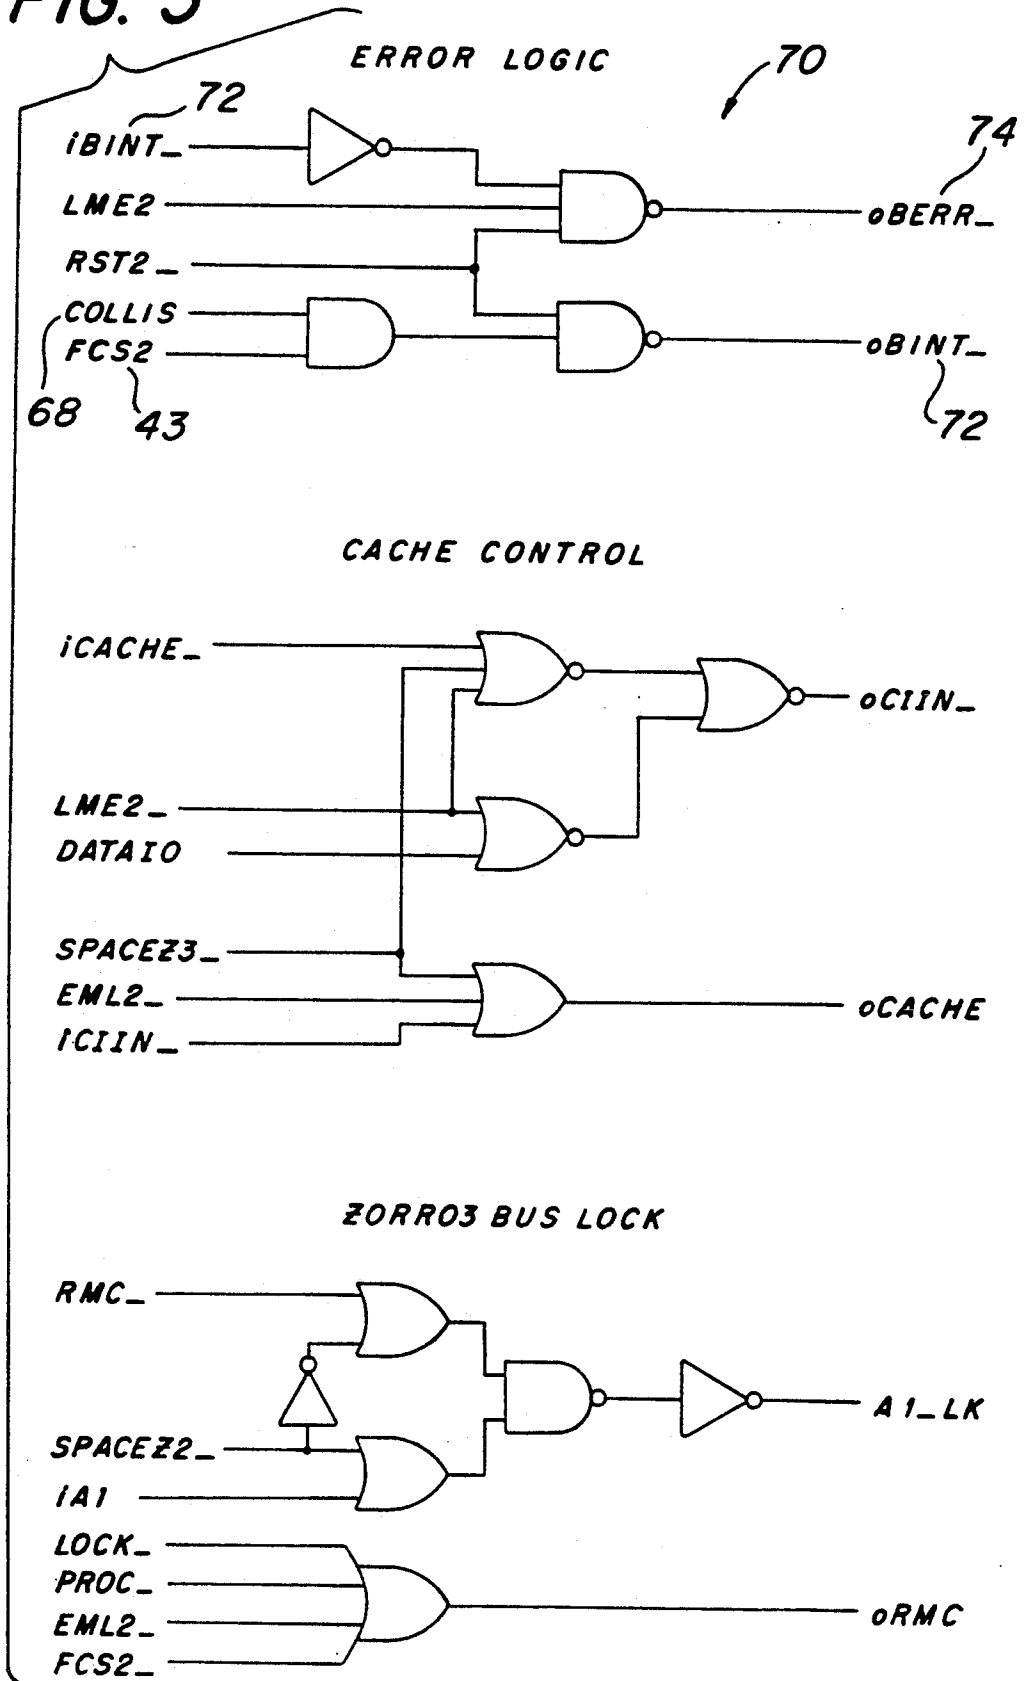 FIG. 5
ERROR LOGIC
70
72
74
iBINT_
LME2
oBERR_
RST2_
COLLIS
FCS2
oBINT_
68
43
72
CACHE CONTROL
iCACHE_
oCIIN_
LME2_
DATAIO
SPACEZ3_
EML2_
oCACHE
iCIIN_
ZORRO3 BUS LOCK
RMC_
A1_LK
SPACEZ2_
iA1
LOCK_
PROC_
oRMC
EML2_
FCS2_